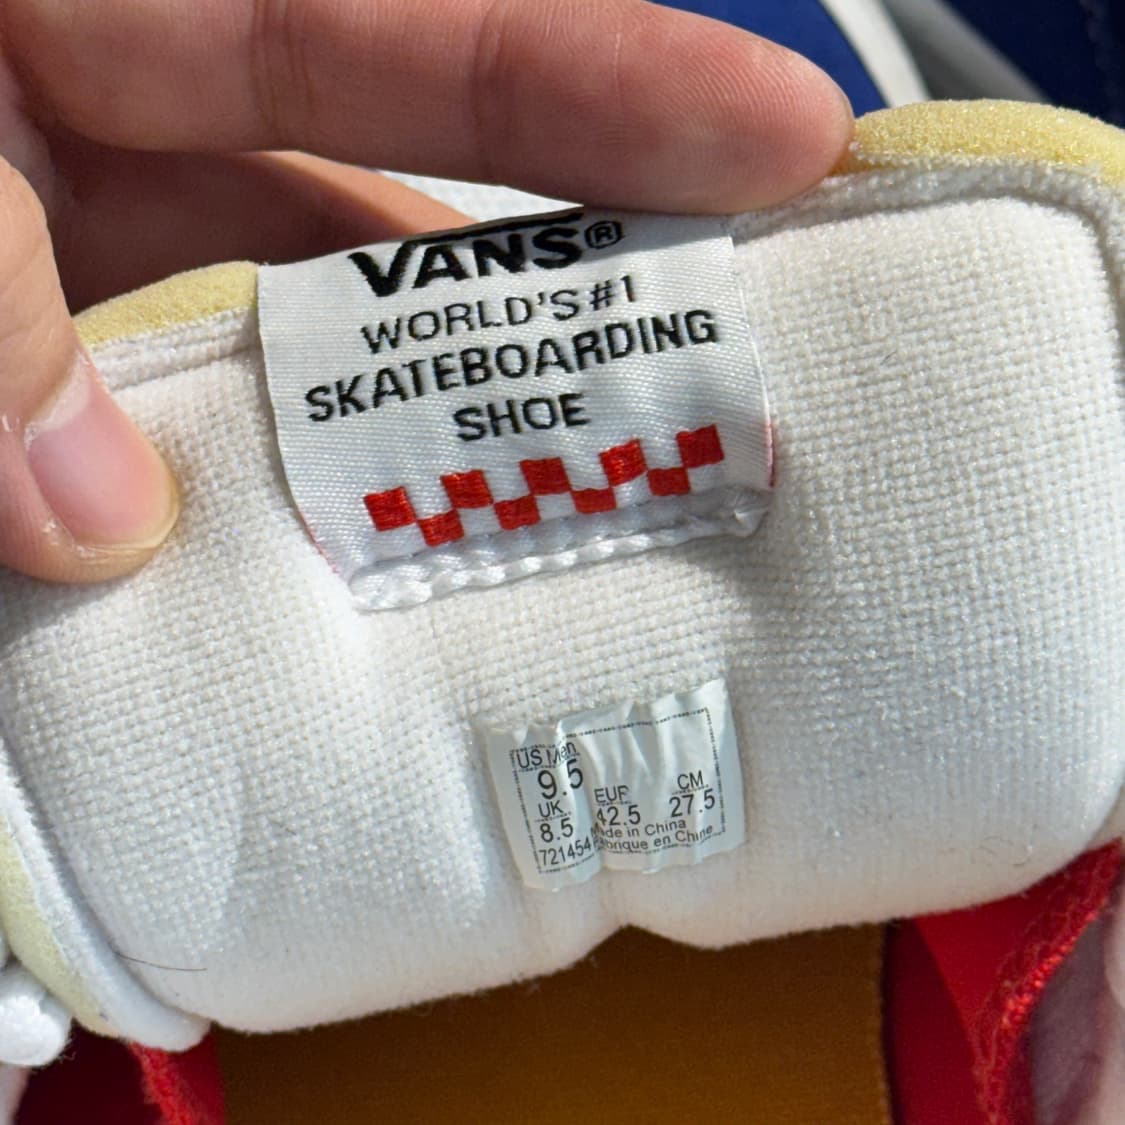 VANS®
WORLD'S #1
SKATEBOARDING
SHOE
US Men
9.5
UK
8.5
EUR
42.5
CM
27.5
Made in China
Fabrique en Chine
721454